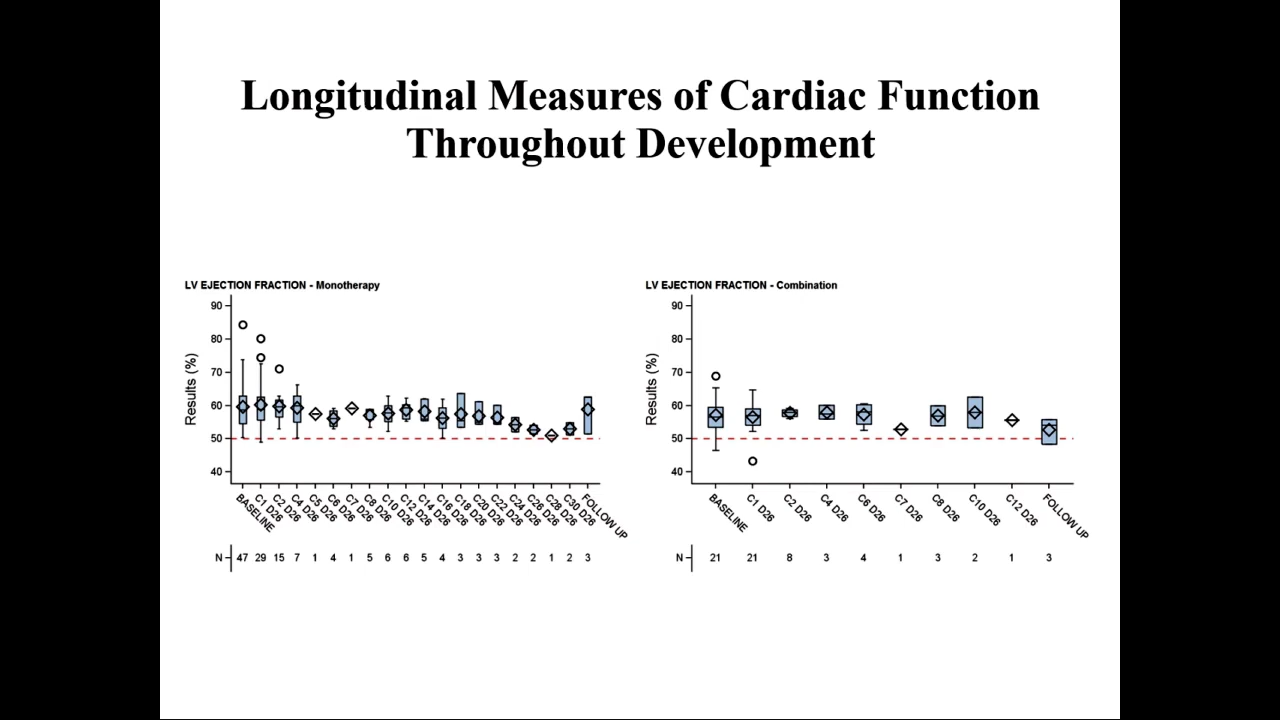 Longitudinal Measures of Cardiac Function
Throughout Development
LV EJECTION FRACTION - Monotherapy
Results (%)
90
80
70
60
50
40
BASELINE
C1 D26
C2 D26
C4 D26
C5 D26
C6 D26
C7 D26
C8 D26
C10 D26
C12 D26
C14 D26
C16 D26
C18 D26
C20 D26
C22 D26
C24 D26
C26 D26
C28 D26
C30 D26
FOLLOW UP
N 47 29 15 7 1 4 1 5 6 6 5 4 3 3 3 2 2 1 2 3
LV EJECTION FRACTION - Combination
Results (%)
90
80
70
60
50
40
BASELINE
C1 D26
C2 D26
C4 D26
C6 D26
C7 D26
C8 D26
C10 D26
C12 D26
FOLLOW UP
N 21 21 8 3 4 1 3 2 1 3